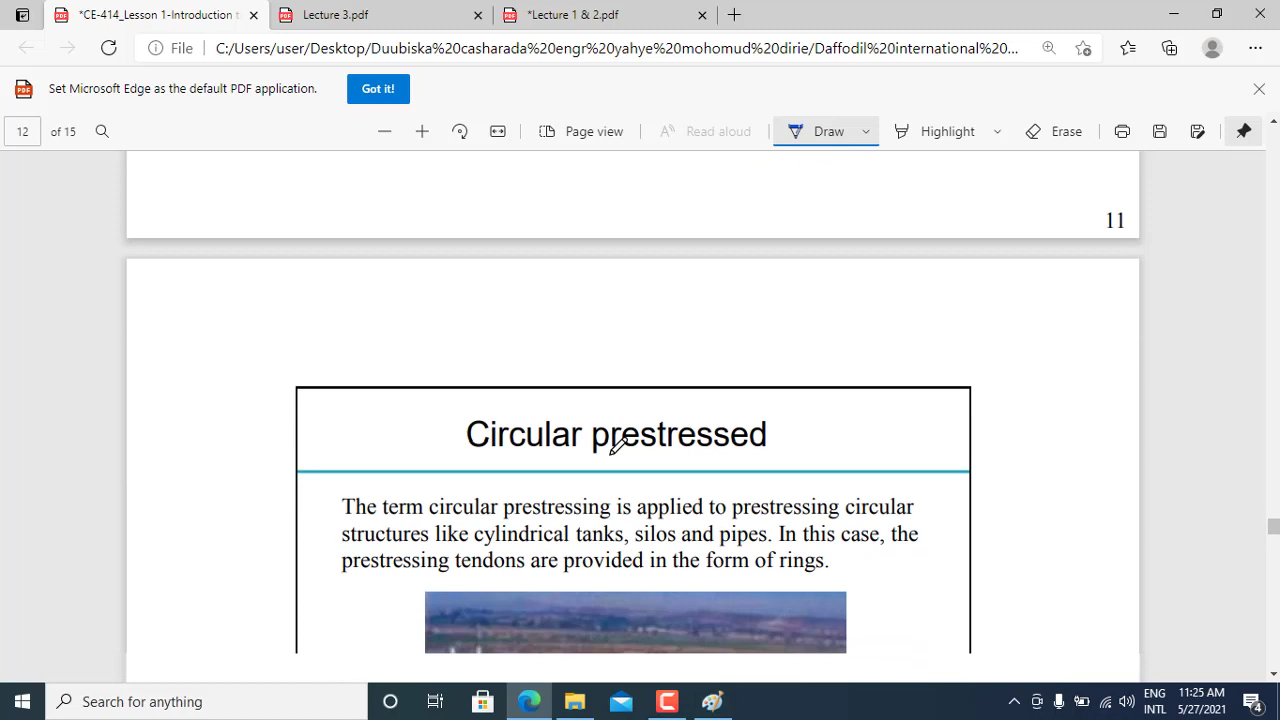 *CE-414_Lesson 1-Introduction t
Lecture 3.pdf
*Lecture 1 & 2.pdf
File
C:/Users/user/Desktop/Duubiska%20casharada%20engr%20yahye%20mohomud%20dirie/Daffodil%20international%20...
Set Microsoft Edge as the default PDF application.
Got it!
12 of 15
Page view
Read aloud
Draw
Highlight
Erase
11
Circular prestressed
The term circular prestressing is applied to prestressing circular
structures like cylindrical tanks, silos and pipes. In this case, the
prestressing tendons are provided in the form of rings.
Search for anything
ENG
INTL
11:25 AM
5/27/2021
4